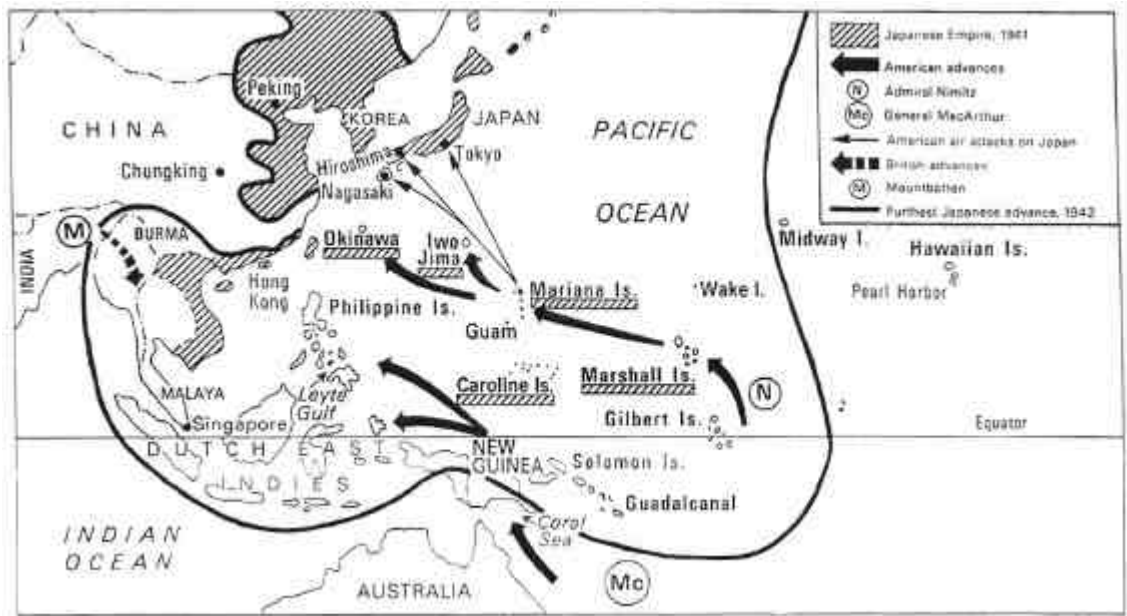 Japanese Empire, 1941
American advances
N Admiral Nimitz
Mc General MacArthur
American air attacks on Japan
British advances
M Mountbatten
Furthest Japanese advance, 1942
Peking
CHINA
KOREA
JAPAN
PACIFIC
Hiroshima
Tokyo
Chungking
Nagasaki
OCEAN
M
BURMA
Okinawa
Iwo
Jima
Midway I.
Hawaiian Is.
INDIA
Hong
Kong
Mariana Is.
Wake I.
Pearl Harbor
Philippine Is.
Guam
MALAYA
Leyte
Gulf
Caroline Is.
Marshall Is.
N
Singapore
Gilbert Is.
Equator
DUTCH EAST
INDIES
NEW
GUINEA
Solomon Is.
Guadalcanal
INDIAN
OCEAN
Coral
Sea
AUSTRALIA
Mc